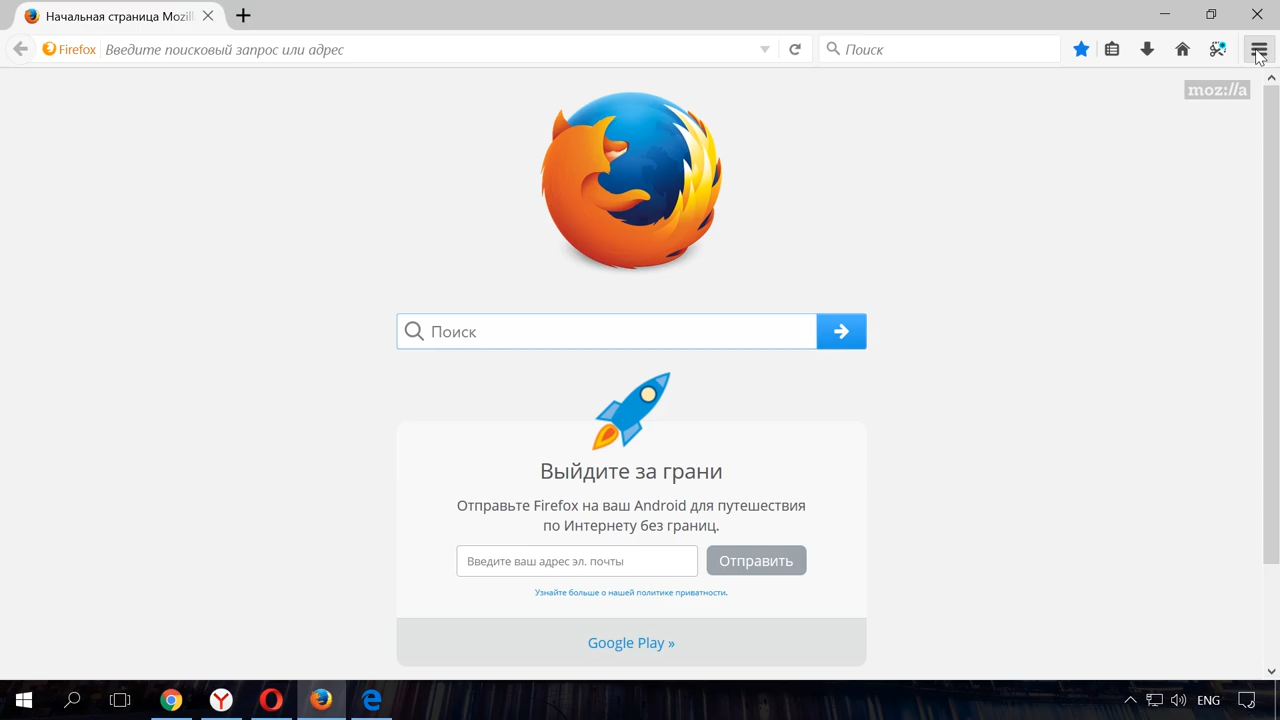 Начальная страница Mozill
Firefox Введите поисковый запрос или адрес
Поиск
moz://a
Поиск
Выйдите за грани
Отправьте Firefox на ваш Android для путешествия
по Интернету без границ.
Введите ваш адрес эл. почты
Отправить
Узнайте больше о нашей политике приватности.
Google Play »
ENG